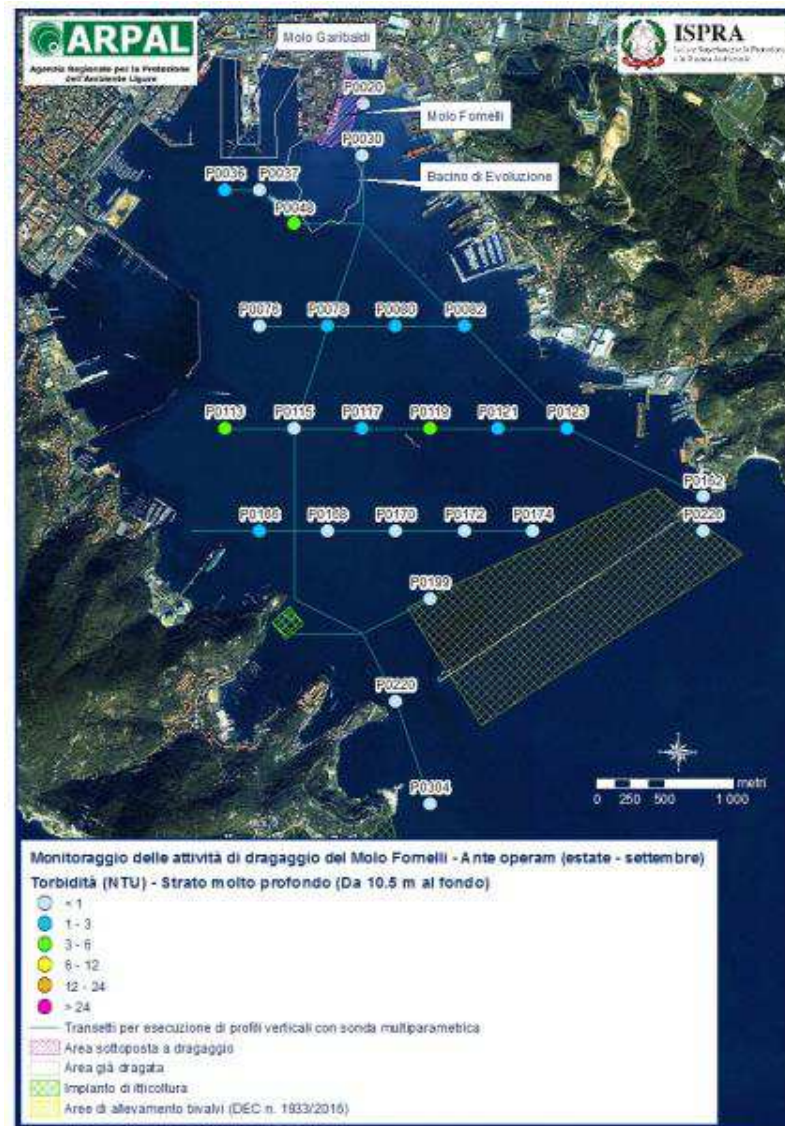 ARPAL
Agenzia Regionale per la Protezione
dell'Ambiente Ligure
Molo Garibaldi
ISPRA
P0020
Molo Fornelli
P0030
Bacino di Evoluzione
P0036
P0037
P0048
P0076
P0078
P0080
P0082
P0113
P0115
P0117
P0119
P0121
P0123
P0142
P0166
P0168
P0170
P0172
P0174
P0226
P0199
P0220
P0304
metri
0 250 500 1 000
Monitoraggio delle attività di dragaggio del Molo Fornelli - Ante operam (estate - settembre)
Torbidità (NTU) - Strato molto profondo (Da 10.5 m al fondo)
< 1
1 - 3
3 - 6
6 - 12
12 - 24
> 24
Transetti per esecuzione di profili verticali con sonda multiparametrica
Area sottoposta a dragaggio
Area già dragata
Impianto di itticoltura
Aree di allevamento bivalvi (DEC n. 1933/2016)